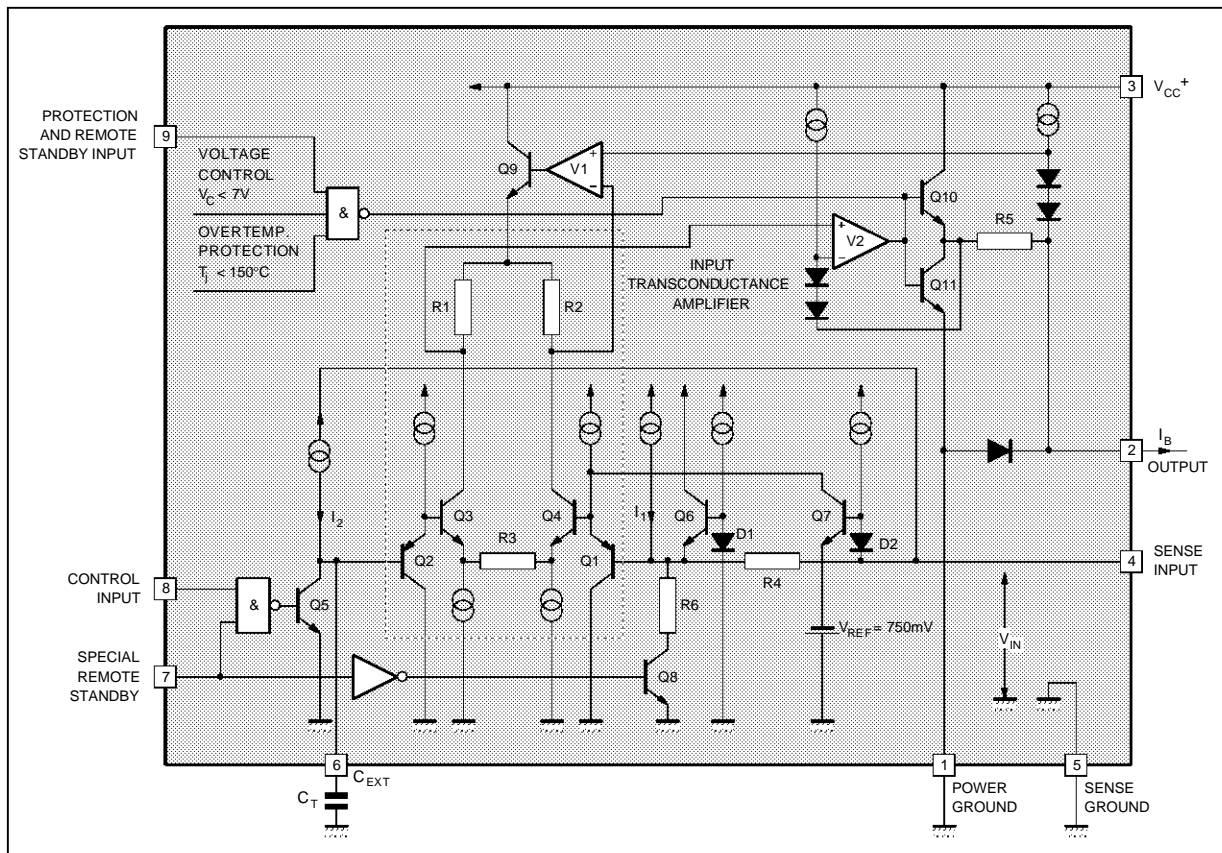 3
V_CC+
PROTECTION
AND REMOTE
STANDBY INPUT
9
VOLTAGE
CONTROL
V_C < 7V
&
OVERTEMP.
PROTECTION
T_j < 150°C
Q9
V1
+
−
Q10
R5
+
V2
−
Q11
INPUT
TRANSCONDUCTANCE
AMPLIFIER
R1
R2
2
I_B
OUTPUT
I_2
Q3
Q4
I_1
Q6
Q7
D1
D2
R3
Q2
Q1
R4
4
SENSE
INPUT
CONTROL
INPUT
8
&
Q5
R6
V_REF = 750mV
V_IN
SPECIAL
REMOTE
STANDBY
7
Q8
6
C_EXT
C_T
1
POWER
GROUND
5
SENSE
GROUND